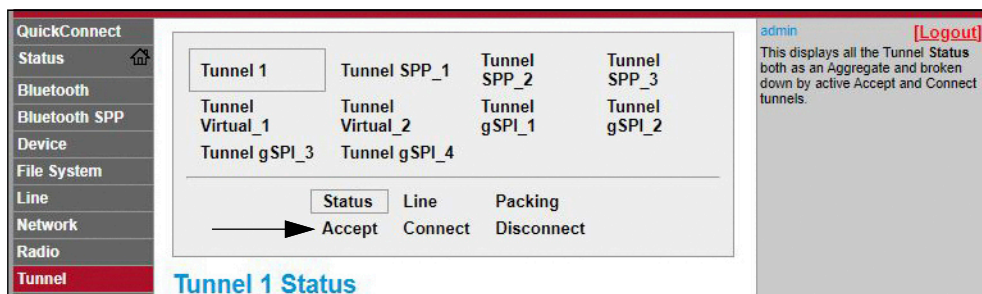 QuickConnect
Status
Bluetooth
Bluetooth SPP
Device
File System
Line
Network
Radio
Tunnel
Tunnel 1
Tunnel SPP_1
Tunnel
SPP_2
Tunnel
SPP_3
Tunnel
Virtual_1
Tunnel
Virtual_2
Tunnel
gSPI_1
Tunnel
gSPI_2
Tunnel gSPI_3
Tunnel gSPI_4
Status Line Packing
Accept Connect Disconnect
Tunnel 1 Status
admin [Logout]
This displays all the Tunnel Status
both as an Aggregate and broken
down by active Accept and Connect
tunnels.